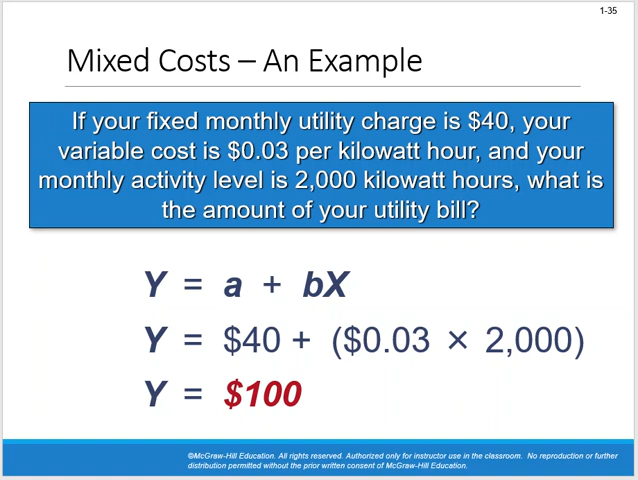 1-35
Mixed Costs – An Example
If your fixed monthly utility charge is $40, your
variable cost is $0.03 per kilowatt hour, and your
monthly activity level is 2,000 kilowatt hours, what is
the amount of your utility bill?
Y = a + bX
Y = $40 + ($0.03 × 2,000)
Y = $100
©McGraw-Hill Education. All rights reserved. Authorized only for instructor use in the classroom. No reproduction or further
distribution permitted without the prior written consent of McGraw-Hill Education.